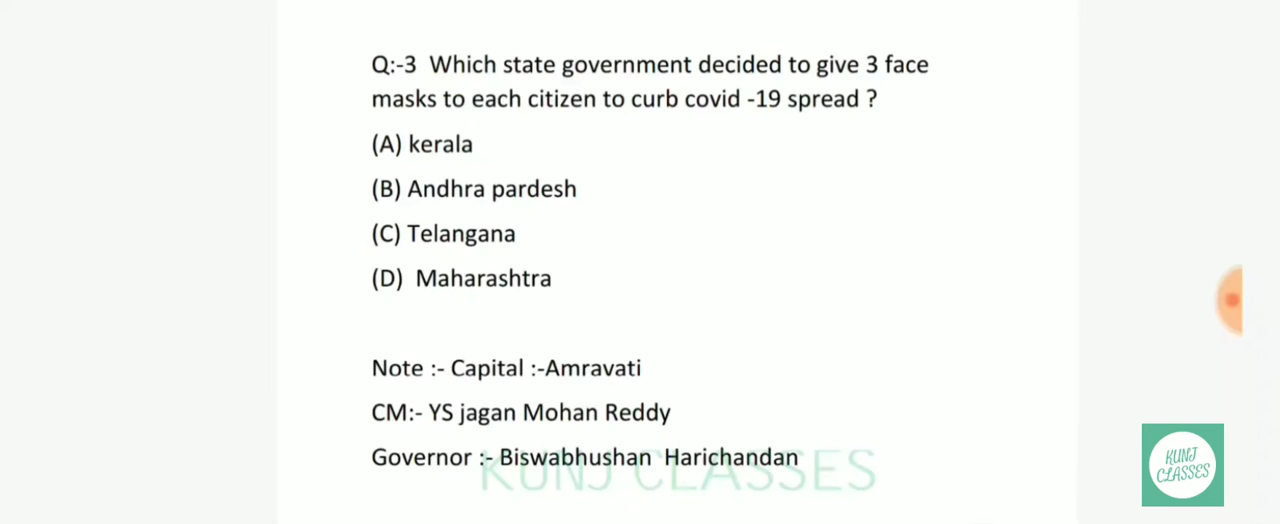 Q:-3 Which state government decided to give 3 face
masks to each citizen to curb covid -19 spread ?
(A) kerala
(B) Andhra pardesh
(C) Telangana
(D) Maharashtra
Note :- Capital :-Amravati
CM:- YS jagan Mohan Reddy
Governor :- Biswabhushan Harichandan
KUNJ CLASSES
KUNJ
CLASSES